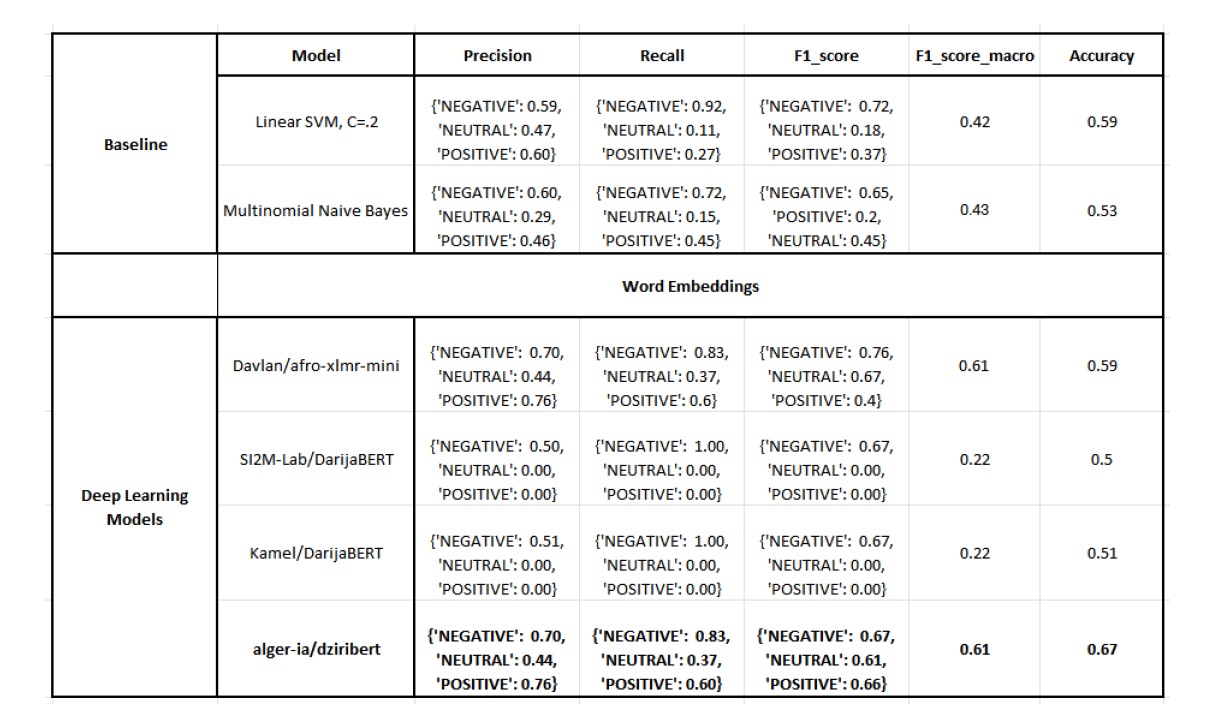 Model Precision Recall F1_score F1_score_macro Accuracy
Baseline
Linear SVM, C=.2
{'NEGATIVE': 0.59,
'NEUTRAL': 0.47,
'POSITIVE': 0.60}
{'NEGATIVE': 0.92,
'NEUTRAL': 0.11,
'POSITIVE': 0.27}
{'NEGATIVE': 0.72,
'NEUTRAL': 0.18,
'POSITIVE': 0.37}
0.42
0.59
Multinomial Naive Bayes
{'NEGATIVE': 0.60,
'NEUTRAL': 0.29,
'POSITIVE': 0.46}
{'NEGATIVE': 0.72,
'NEUTRAL': 0.15,
'POSITIVE': 0.45}
{'NEGATIVE': 0.65,
'POSITIVE': 0.2,
'NEUTRAL': 0.45}
0.43
0.53
Word Embeddings
Deep Learning
Models
Davlan/afro-xlmr-mini
{'NEGATIVE': 0.70,
'NEUTRAL': 0.44,
'POSITIVE': 0.76}
{'NEGATIVE': 0.83,
'NEUTRAL': 0.37,
'POSITIVE': 0.6}
{'NEGATIVE': 0.76,
'NEUTRAL': 0.67,
'POSITIVE': 0.4}
0.61
0.59
SI2M-Lab/DarijaBERT
{'NEGATIVE': 0.50,
'NEUTRAL': 0.00,
'POSITIVE': 0.00}
{'NEGATIVE': 1.00,
'NEUTRAL': 0.00,
'POSITIVE': 0.00}
{'NEGATIVE': 0.67,
'NEUTRAL': 0.00,
'POSITIVE': 0.00}
0.22
0.5
Kamel/DarijaBERT
{'NEGATIVE': 0.51,
'NEUTRAL': 0.00,
'POSITIVE': 0.00}
{'NEGATIVE': 1.00,
'NEUTRAL': 0.00,
'POSITIVE': 0.00}
{'NEGATIVE': 0.67,
'NEUTRAL': 0.00,
'POSITIVE': 0.00}
0.22
0.51
alger-ia/dziribert
{'NEGATIVE': 0.70,
'NEUTRAL': 0.44,
'POSITIVE': 0.76}
{'NEGATIVE': 0.83,
'NEUTRAL': 0.37,
'POSITIVE': 0.60}
{'NEGATIVE': 0.67,
'NEUTRAL': 0.61,
'POSITIVE': 0.66}
0.61
0.67